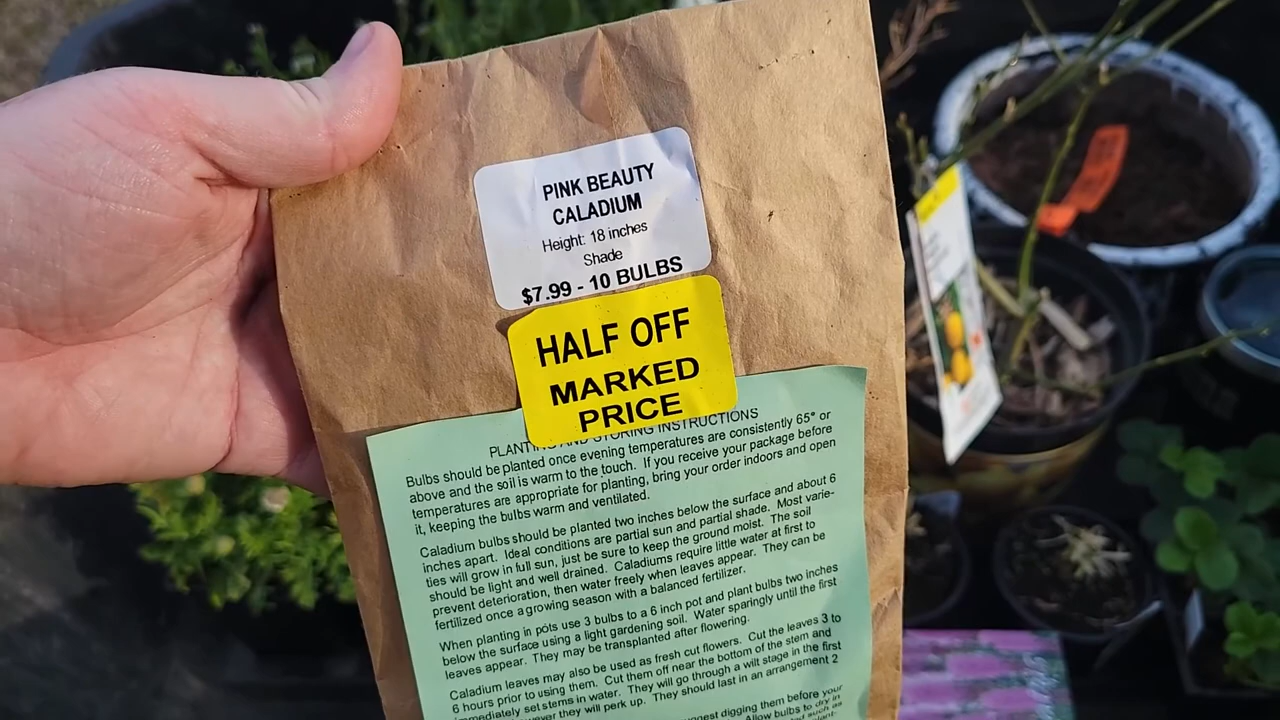 PINK BEAUTY
CALADIUM
Height: 18 inches
Shade
$7.99 - 10 BULBS
HALF OFF
MARKED
PRICE
PLANTING AND STORING INSTRUCTIONS
Bulbs should be planted once evening temperatures are consistently 65° or
above and the soil is warm to the touch. If you receive your package before
temperatures are appropriate for planting, bring your order indoors and open
it, keeping the bulbs warm and ventilated.
Caladium bulbs should be planted two inches below the surface and about 6
inches apart. Ideal conditions are partial sun and partial shade. Most varie-
ties will grow in full sun, just be sure to keep the ground moist. The soil
should be light and well drained. Caladiums require little water at first to
prevent deterioration, then water freely when leaves appear. They can be
fertilized once a growing season with a balanced fertilizer.
When planting in pots use 3 bulbs to a 6 inch pot and plant bulbs two inches
below the surface using a light gardening soil. Water sparingly until the first
leaves appear. They may be transplanted after flowering.
Caladium leaves may also be used as fresh cut flowers. Cut the leaves 3 to
6 hours prior to using them. Cut them off near the bottom of the stem and
immediately set stems in water. They will go through a wilt stage in the first
however they will perk up. They should last in an arrangement 2
digging them before your
Allow bulbs to dry in
such as